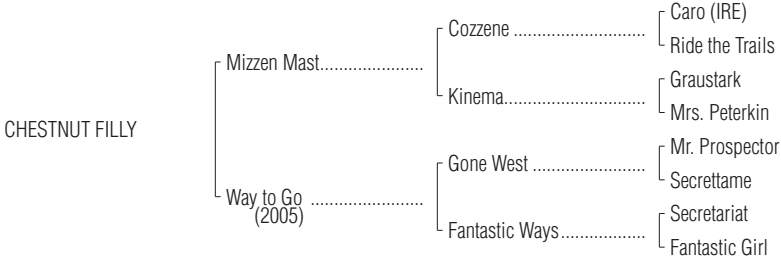 Caro (IRE)
Cozzene ............................
Ride the Trails
Mizzen Mast......................
Graustark
Kinema..............................
Mrs. Peterkin
CHESTNUT FILLY
Mr. Prospector
Gone West ........................
Secrettame
Way to Go ........................
(2005)
Secretariat
Fantastic Ways..................
Fantastic Girl